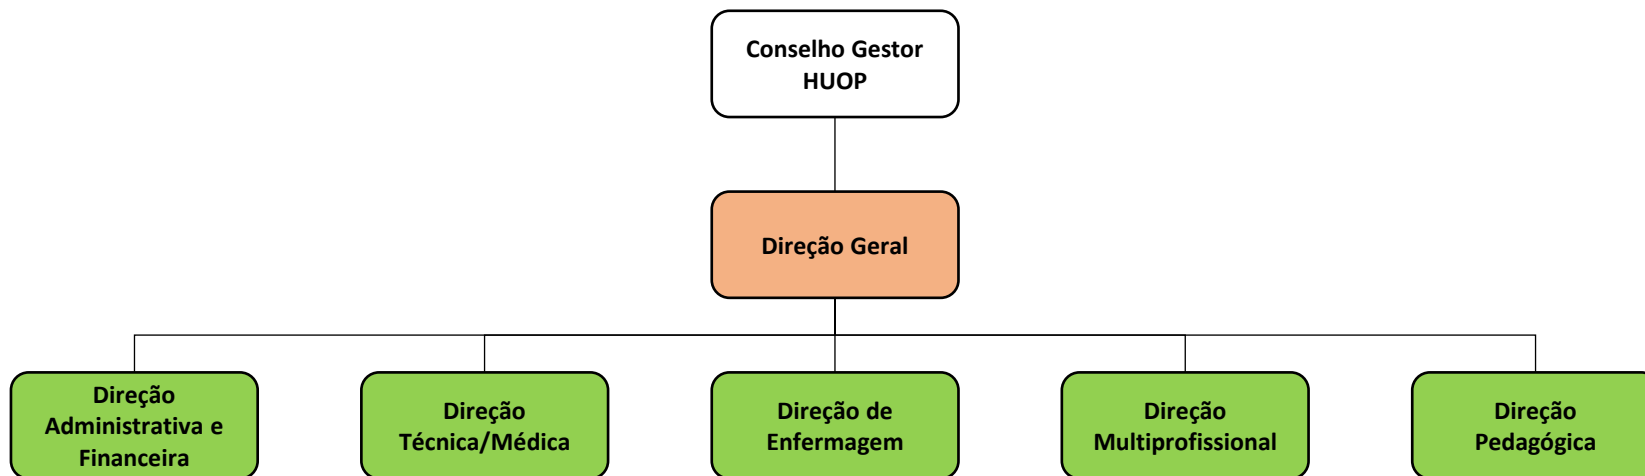 Conselho Gestor
HUOP
Direção Geral
Direção
Administrativa e
Financeira
Direção
Técnica/Médica
Direção de
Enfermagem
Direção
Multiprofissional
Direção
Pedagógica